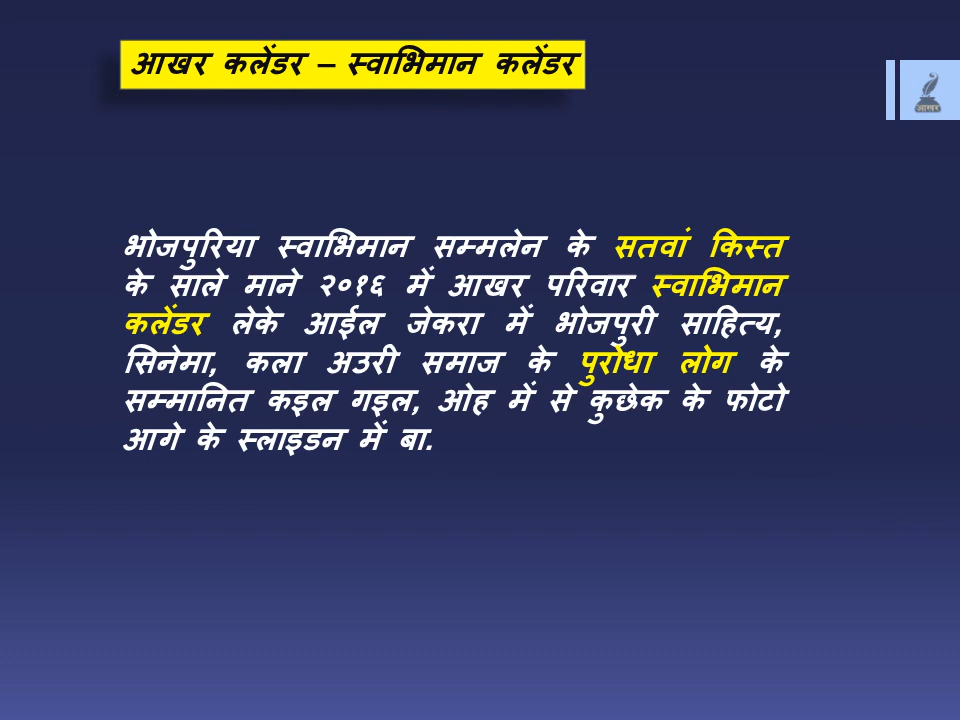 आखर कलेंडर – स्वाभिमान कलेंडर
आखर
भोजपुरिया स्वाभिमान सम्मलेन के सतवां किस्त
के साले माने २०१६ में आखर परिवार स्वाभिमान
कलेंडर लेके आईल जेकरा में भोजपुरी साहित्य,
सिनेमा, कला अउरी समाज के पुरोधा लोग के
सम्मानित कइल गइल, ओह में से कुछेक के फोटो
आगे के स्लाइडन में बा.